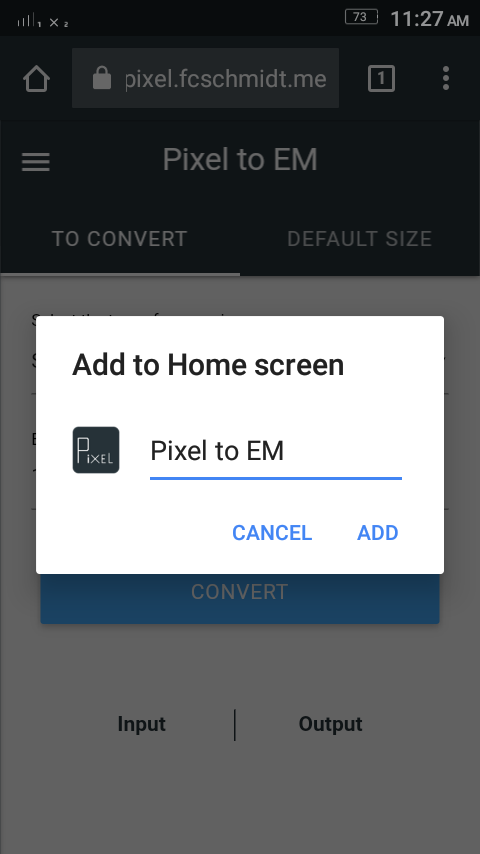 1 2 73 11:27 AM
pixel.fcschmidt.me 1
Pixel to EM
TO CONVERT DEFAULT SIZE
Add to Home screen
PIXEL Pixel to EM
CANCEL ADD
CONVERT
Input Output